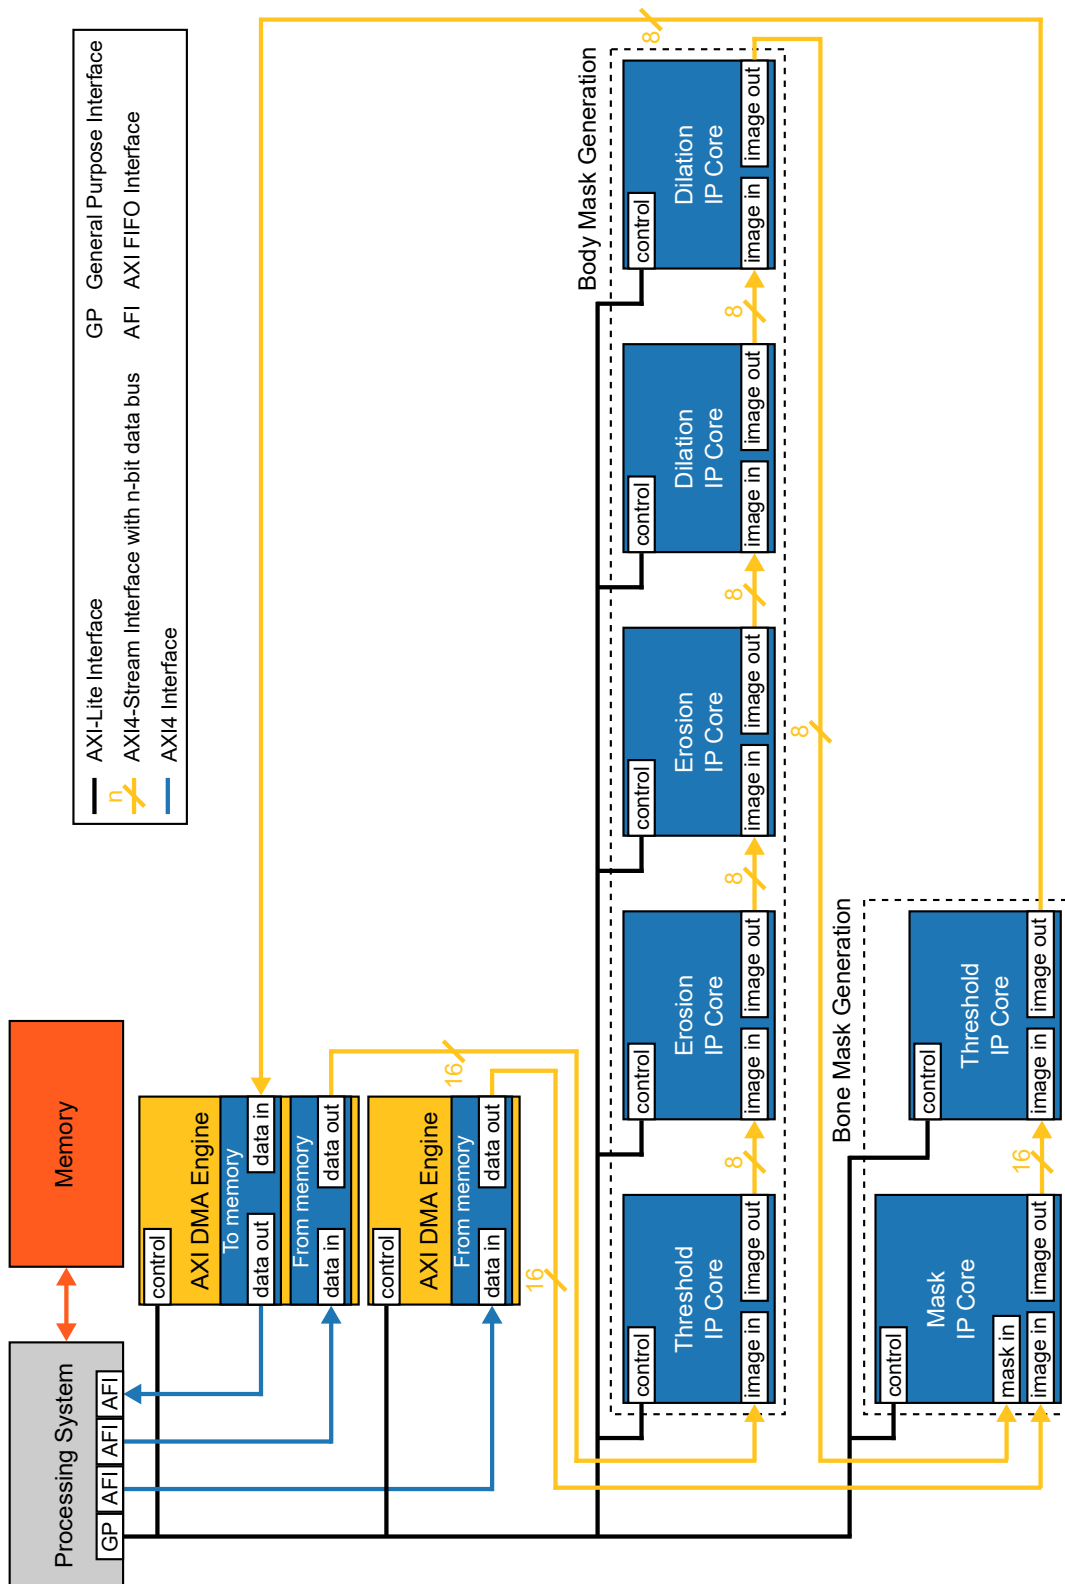 AXI-Lite Interface
n
AXI4-Stream Interface with n-bit data bus
AXI4 Interface
GP General Purpose Interface
AFI AXI FIFO Interface
Processing System
GP
AFI
AFI
AFI
Memory
control
AXI DMA Engine
To memory
data out
data in
From memory
data in
data out
control
AXI DMA Engine
From memory
data in
data out
16
16
8
Body Mask Generation
control
Threshold
IP Core
image in
image out
8
control
Erosion
IP Core
image in
image out
8
control
Erosion
IP Core
image in
image out
8
control
Dilation
IP Core
image in
image out
8
control
Dilation
IP Core
image in
image out
8
Bone Mask Generation
control
Mask
IP Core
mask in
image in
image out
16
control
Threshold
IP Core
image in
image out